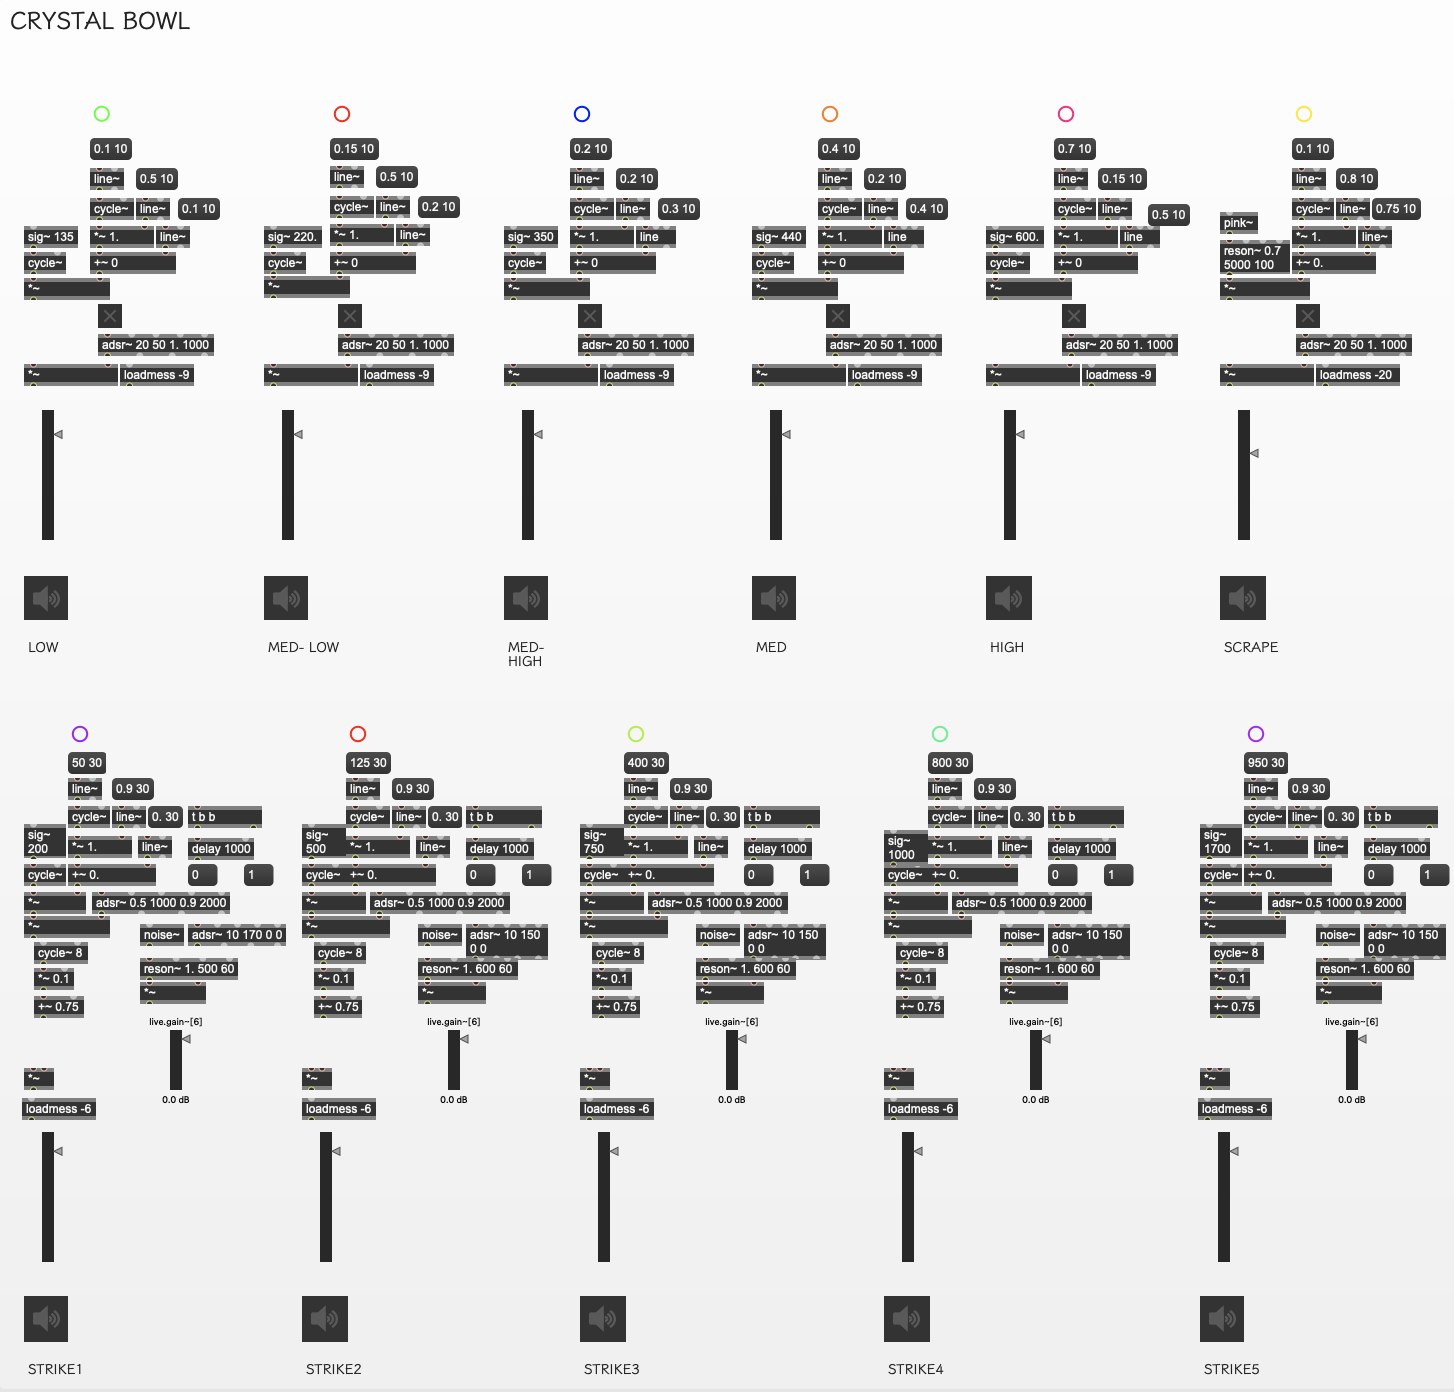 CRYSTAL BOWL
0.1 10
line~ 0.5 10
cycle~ line~ 0.1 10
sig~ 135 *~ 1. line~
cycle~ +~ 0
*~
adsr~ 20 50 1. 1000
*~ loadmess -9
LOW
0.15 10
line~ 0.5 10
cycle~ line~ 0.2 10
sig~ 220. *~ 1. line~
cycle~ +~ 0
*~
adsr~ 20 50 1. 1000
*~ loadmess -9
MED- LOW
0.2 10
line~ 0.2 10
cycle~ line~ 0.3 10
sig~ 350 *~ 1. line
cycle~ +~ 0
*~
adsr~ 20 50 1. 1000
*~ loadmess -9
MED-
HIGH
0.4 10
line~ 0.2 10
cycle~ line~ 0.4 10
sig~ 440 *~ 1. line
cycle~ +~ 0
*~
adsr~ 20 50 1. 1000
*~ loadmess -9
MED
0.7 10
line~ 0.15 10
cycle~ line~ 0.5 10
sig~ 600. *~ 1. line
cycle~ +~ 0
*~
adsr~ 20 50 1. 1000
*~ loadmess -9
HIGH
0.1 10
line~ 0.8 10
cycle~ line~ 0.75 10
pink~
*~ 1. line~
reson~ 0.7
5000 100
+~ 0.
*~
adsr~ 20 50 1. 1000
*~ loadmess -20
SCRAPE
50 30
line~ 0.9 30
cycle~ line~ 0. 30 t b b
sig~
200
*~ 1. line~ delay 1000
cycle~ +~ 0. 0 1
*~ adsr~ 0.5 1000 0.9 2000
*~
noise~ adsr~ 10 170 0 0
cycle~ 8
reson~ 1. 500 60
*~ 0.1
*~
+~ 0.75
live.gain~[6]
*~
0.0 dB
loadmess -6
STRIKE1
125 30
line~ 0.9 30
cycle~ line~ 0. 30 t b b
sig~
500
*~ 1. line~ delay 1000
cycle~ +~ 0. 0 1
*~ adsr~ 0.5 1000 0.9 2000
*~
noise~ adsr~ 10 150
0 0
cycle~ 8
reson~ 1. 600 60
*~ 0.1
*~
+~ 0.75
live.gain~[6]
*~
0.0 dB
loadmess -6
STRIKE2
400 30
line~ 0.9 30
cycle~ line~ 0. 30 t b b
sig~
750
*~ 1. line~ delay 1000
cycle~ +~ 0. 0 1
*~ adsr~ 0.5 1000 0.9 2000
*~
noise~ adsr~ 10 150
0 0
cycle~ 8
reson~ 1. 600 60
*~ 0.1
*~
+~ 0.75
live.gain~[6]
*~
0.0 dB
loadmess -6
STRIKE3
800 30
line~ 0.9 30
cycle~ line~ 0. 30 t b b
sig~
1000
*~ 1. line~ delay 1000
cycle~ +~ 0. 0 1
*~ adsr~ 0.5 1000 0.9 2000
*~
noise~ adsr~ 10 150
0 0
cycle~ 8
reson~ 1. 600 60
*~ 0.1
*~
+~ 0.75
live.gain~[6]
*~
0.0 dB
loadmess -6
STRIKE4
950 30
line~ 0.9 30
cycle~ line~ 0. 30 t b b
sig~
1700
*~ 1. line~ delay 1000
cycle~ +~ 0. 0 1
*~ adsr~ 0.5 1000 0.9 2000
*~
noise~ adsr~ 10 150
0 0
cycle~ 8
reson~ 1. 600 60
*~ 0.1
*~
+~ 0.75
live.gain~[6]
*~
0.0 dB
loadmess -6
STRIKE5